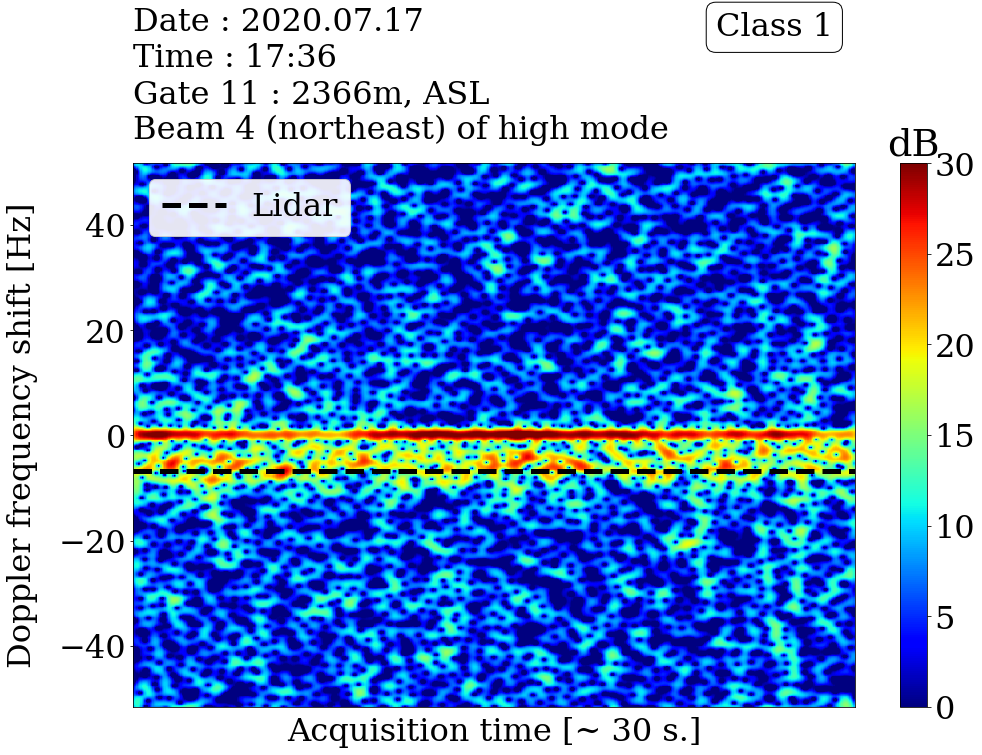 Date : 2020.07.17
Time : 17:36
Gate 11 : 2366m, ASL
Beam 4 (northeast) of high mode
Class 1
dB
30
25
20
15
10
5
0
Lidar
Doppler frequency shift [Hz]
40
20
0
−20
−40
Acquisition time [~ 30 s.]